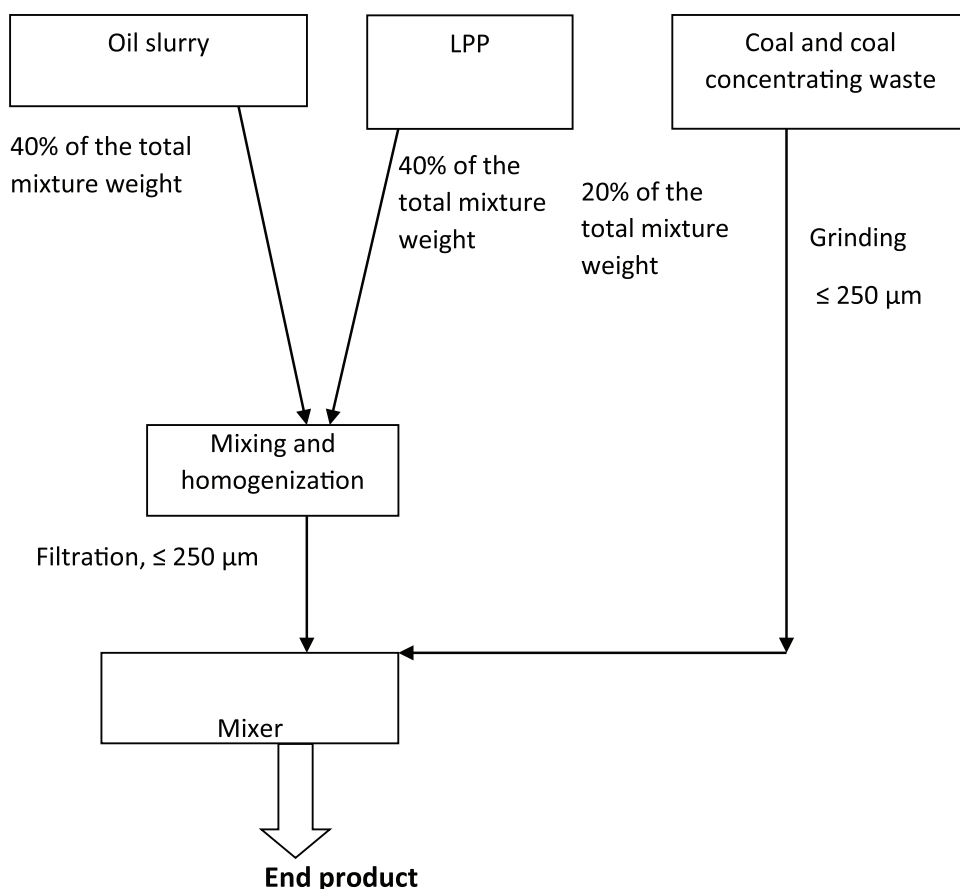 Oil slurry
LPP
Coal and coal
concentrating waste
40% of the total
mixture weight
40% of the
total mixture
weight
20% of the
total mixture
weight
Grinding
≤ 250 μm
Mixing and
homogenization
Filtration, ≤ 250 μm
Mixer
End product